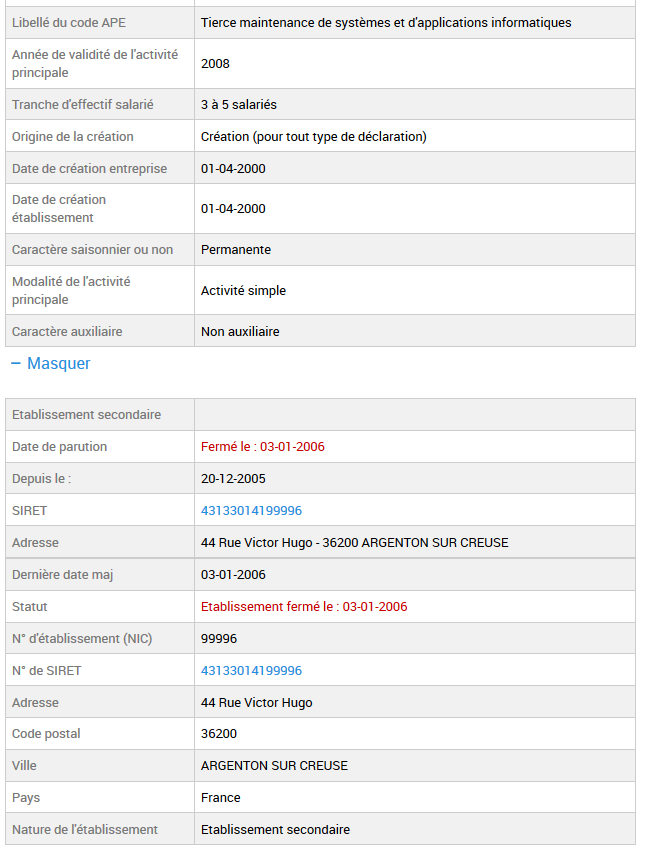 Libellé du code APE Tierce maintenance de systèmes et d'applications informatiques
Année de validité de l'activité
principale 2008
Tranche d'effectif salarié 3 à 5 salariés
Origine de la création Création (pour tout type de déclaration)
Date de création entreprise 01-04-2000
Date de création
établissement 01-04-2000
Caractère saisonnier ou non Permanente
Modalité de l'activité
principale Activité simple
Caractère auxiliaire Non auxiliaire
− Masquer
Etablissement secondaire
Date de parution Fermé le : 03-01-2006
Depuis le : 20-12-2005
SIRET 43133014199996
Adresse 44 Rue Victor Hugo - 36200 ARGENTON SUR CREUSE
Dernière date maj 03-01-2006
Statut Etablissement fermé le : 03-01-2006
N° d'établissement (NIC) 99996
N° de SIRET 43133014199996
Adresse 44 Rue Victor Hugo
Code postal 36200
Ville ARGENTON SUR CREUSE
Pays France
Nature de l'établissement Etablissement secondaire